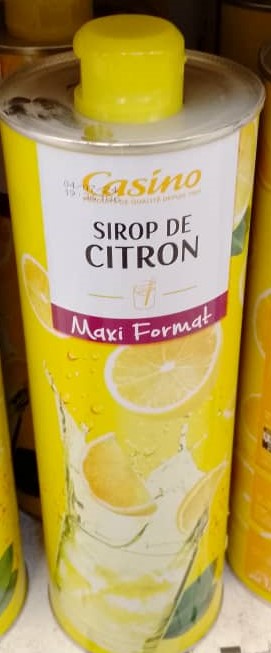 Casino
SIROP DE
CITRON
Maxi Format